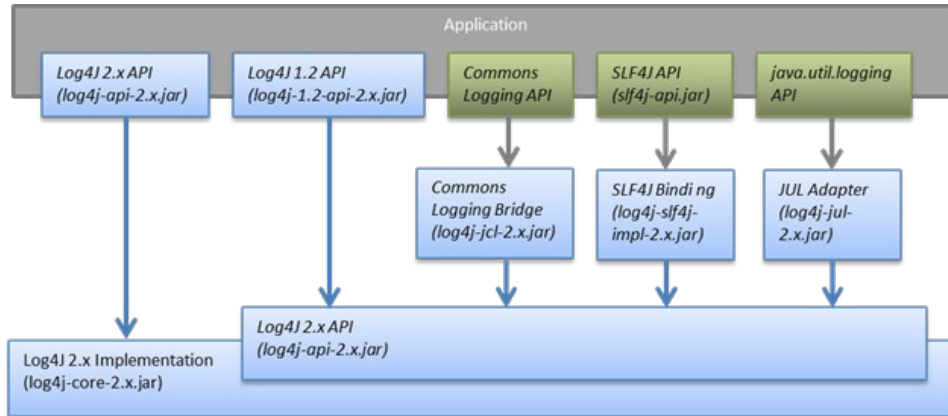 Application
Log4J 2.x API
(log4j-api-2.x.jar)
Log4J 1.2 API
(log4j-1.2-api-2.x.jar)
Commons
Logging API
SLF4J API
(slf4j-api.jar)
java.util.logging
API
Commons
Logging Bridge
(log4j-jcl-2.x.jar)
SLF4J Binding
(log4j-slf4j-
impl-2.x.jar)
JUL Adapter
(log4j-jul-
2.x.jar)
Log4J 2.x API
(log4j-api-2.x.jar)
Log4J 2.x Implementation
(log4j-core-2.x.jar)